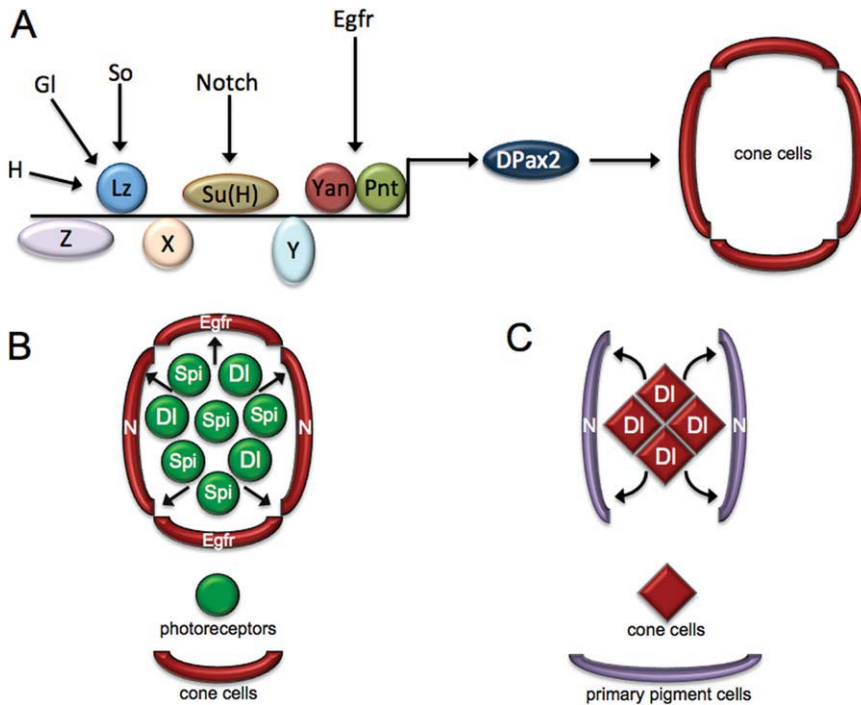 A
Egfr
So
Gl
Notch
H
Lz
Su(H)
Yan
Pnt
DPax2
cone cells
Z
X
Y
B
Egfr
Spi
Dl
N
Dl
Spi
Spi
N
Spi
Dl
Spi
Egfr
photoreceptors
cone cells
C
Dl
N
Dl
Dl
N
Dl
cone cells
primary pigment cells